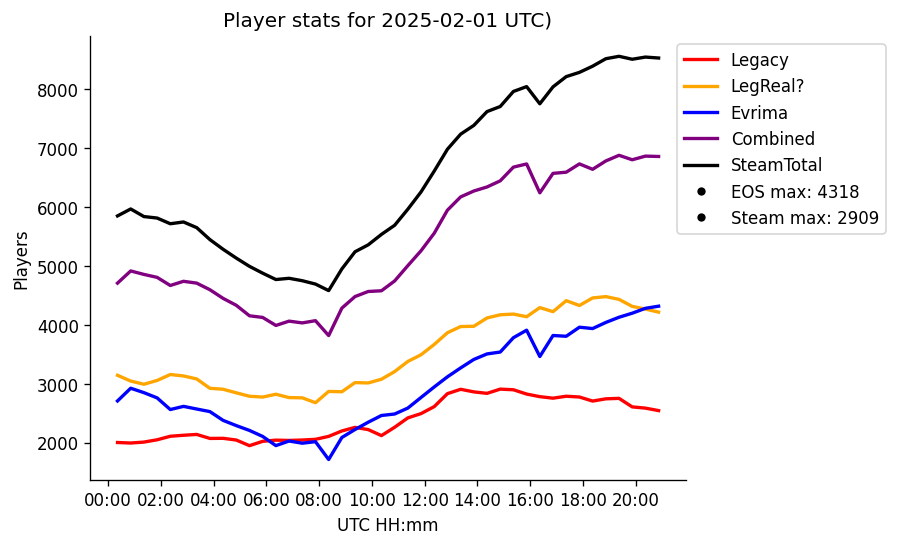 Player stats for 2025-02-01 UTC)
Legacy
LegReal?
Evrima
Combined
SteamTotal
EOS max: 4318
Steam max: 2909
Players
8000
7000
6000
5000
4000
3000
2000
00:00 02:00 04:00 06:00 08:00 10:00 12:00 14:00 16:00 18:00 20:00
UTC HH:mm